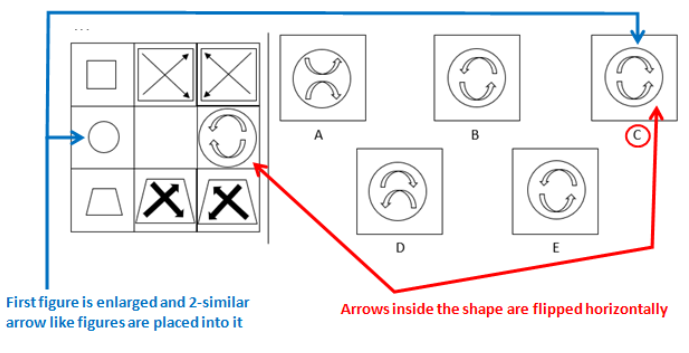 ...
A
B
C
D
E
First figure is enlarged and 2-similar
arrow like figures are placed into it
Arrows inside the shape are flipped horizontally